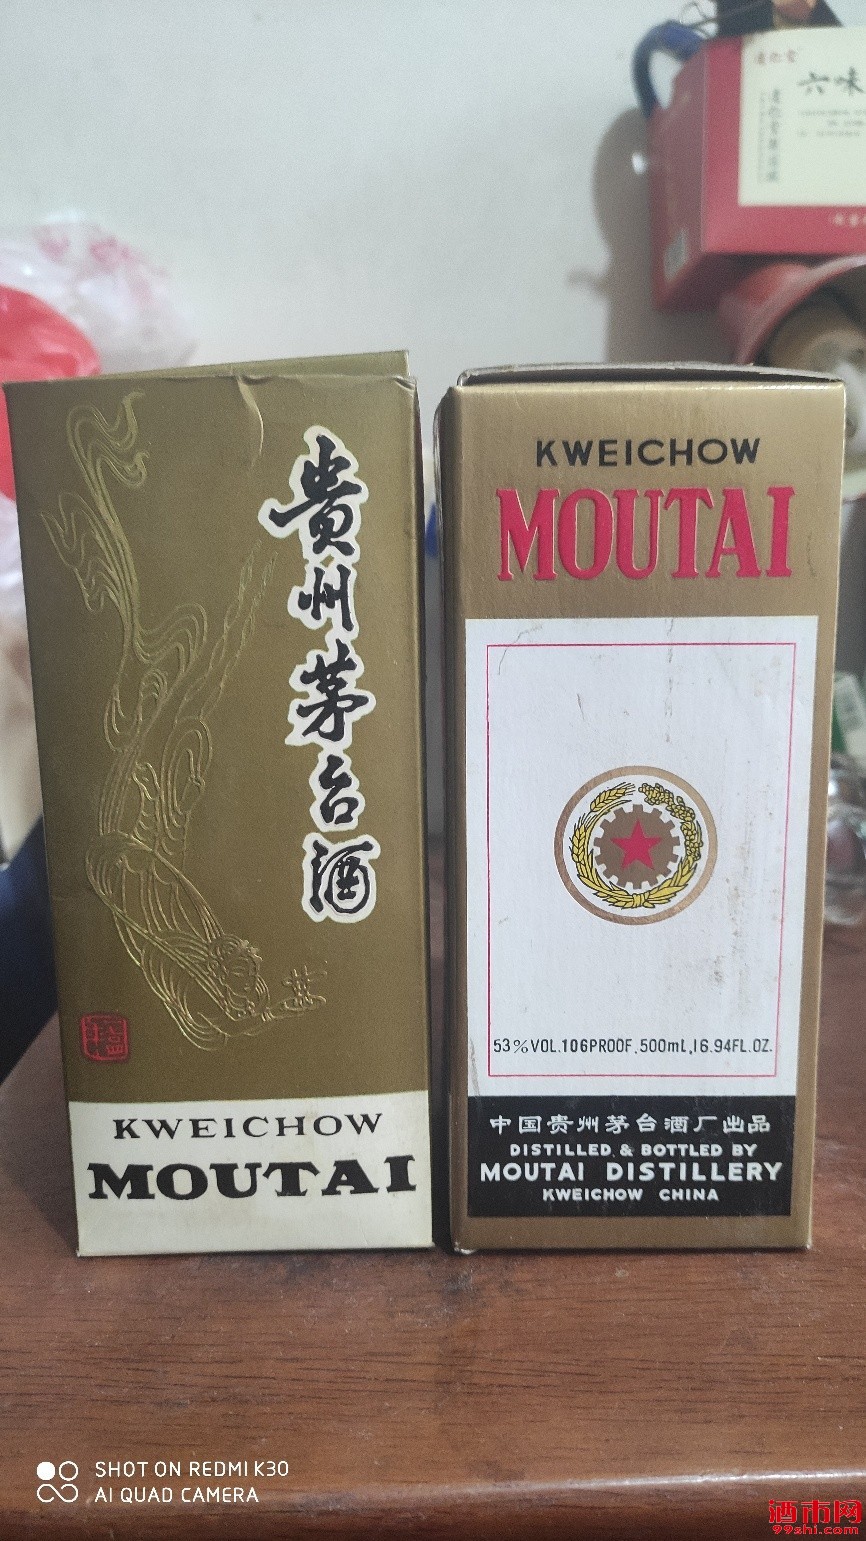 六味
貴州茅台酒
KWEICHOW
MOUTAI
KWEICHOW
MOUTAI
53%VOL.106PROOF,500mL,16.94FL.OZ.
中国贵州茅台酒厂出品
DISTILLED & BOTTLED BY
MOUTAI DISTILLERY
KWEICHOW CHINA
SHOT ON REDMI K30
AI QUAD CAMERA
酒市网
99shi.com